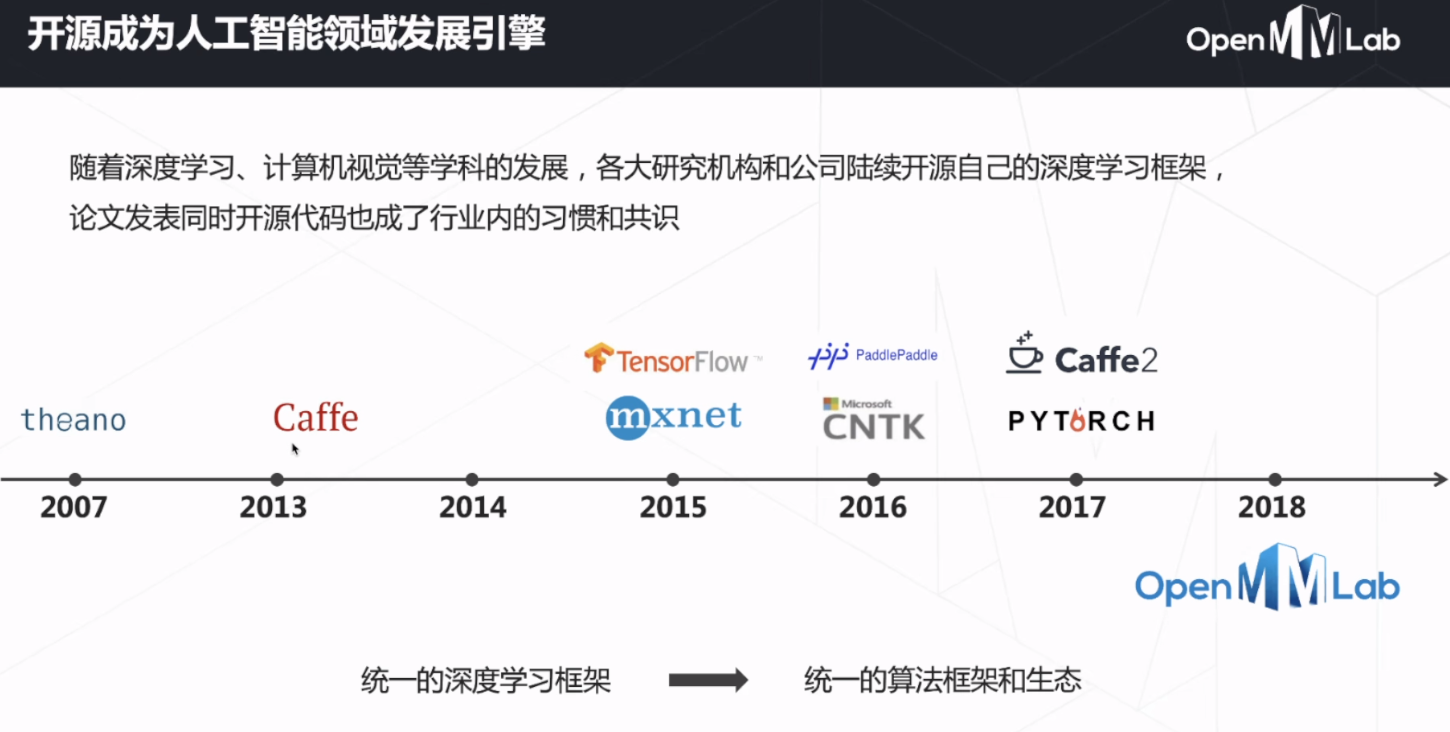 开源成为人工智能领域发展引擎
OpenMMLab
随着深度学习、计算机视觉等学科的发展，各大研究机构和公司陆续开源自己的深度学习框架，
论文发表同时开源代码也成了行业内的习惯和共识
TensorFlow™
PaddlePaddle
Caffe2
theano
Caffe
mxnet
Microsoft
CNTK
PYTORCH
2007
2013
2014
2015
2016
2017
2018
OpenMMLab
统一的深度学习框架
统一的算法框架和生态